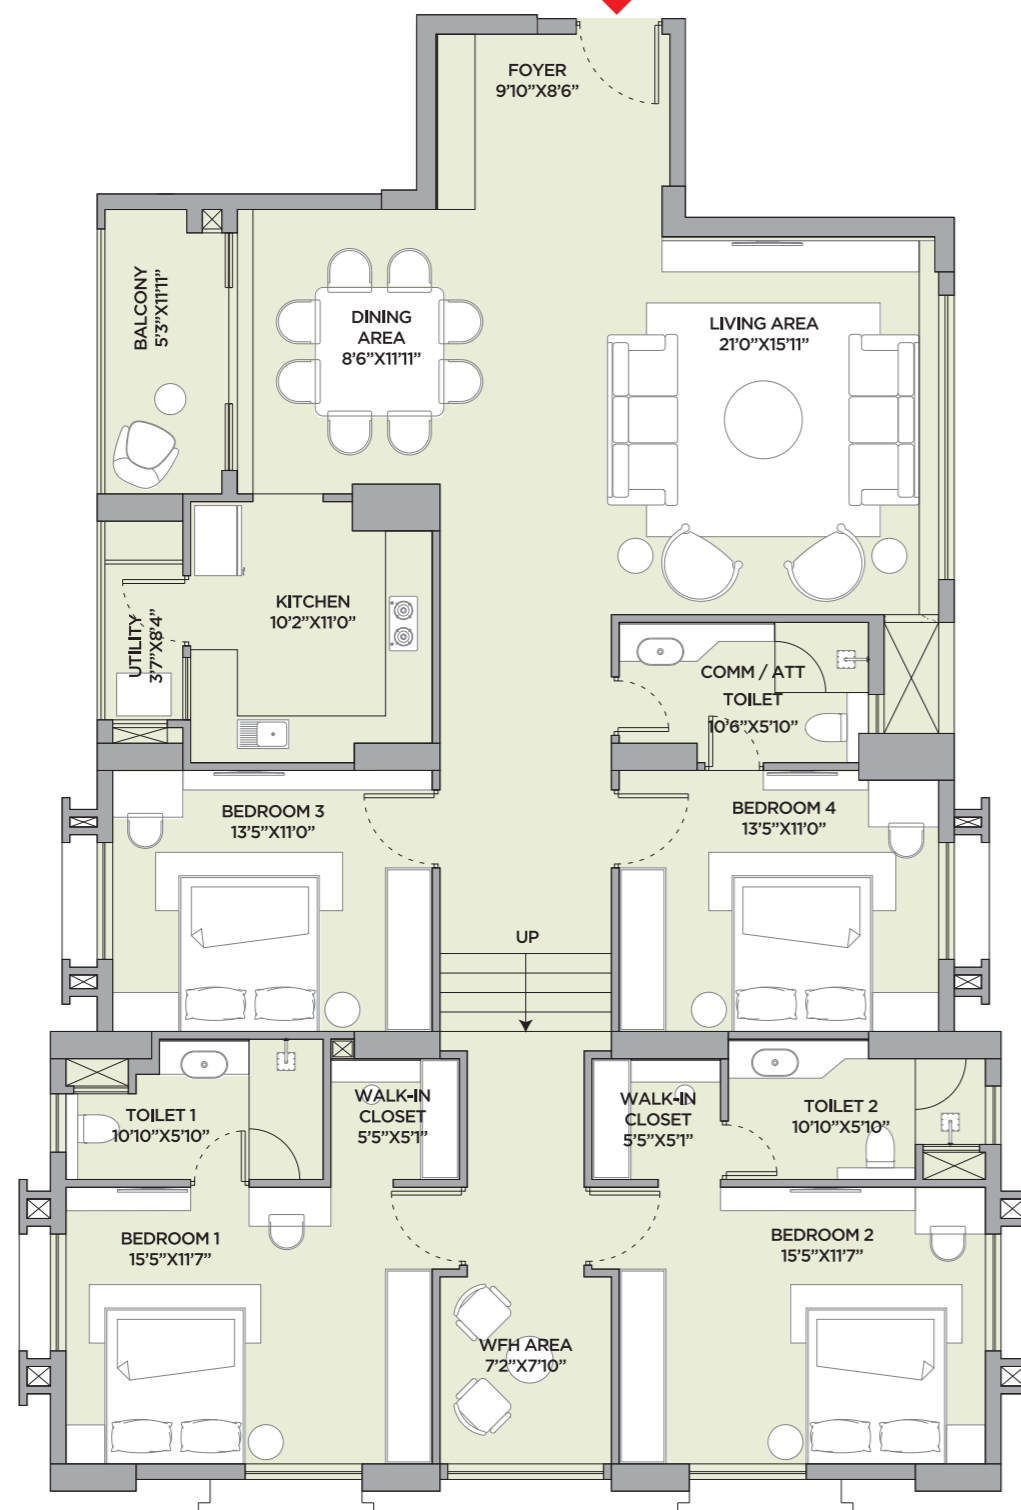 FOYER
9'10”X8'6”
BALCONY
5'3”X11'11”
DINING
AREA
8'6”X11'11”
LIVING AREA
21'0”X15'11”
KITCHEN
10'2”X11'0”
UTILITY
3'7”X8'4”
COMM / ATT
TOILET
10'6”X5'10”
BEDROOM 3
13'5”X11'0”
BEDROOM 4
13'5”X11'0”
UP
TOILET 1
10'10”X5'10”
WALK-IN
CLOSET
5'5”X5'1”
WALK-IN
CLOSET
5'5”X5'1”
TOILET 2
10'10”X5'10”
BEDROOM 1
15'5”X11'7”
BEDROOM 2
15'5”X11'7”
WFH AREA
7'2”X7'10”